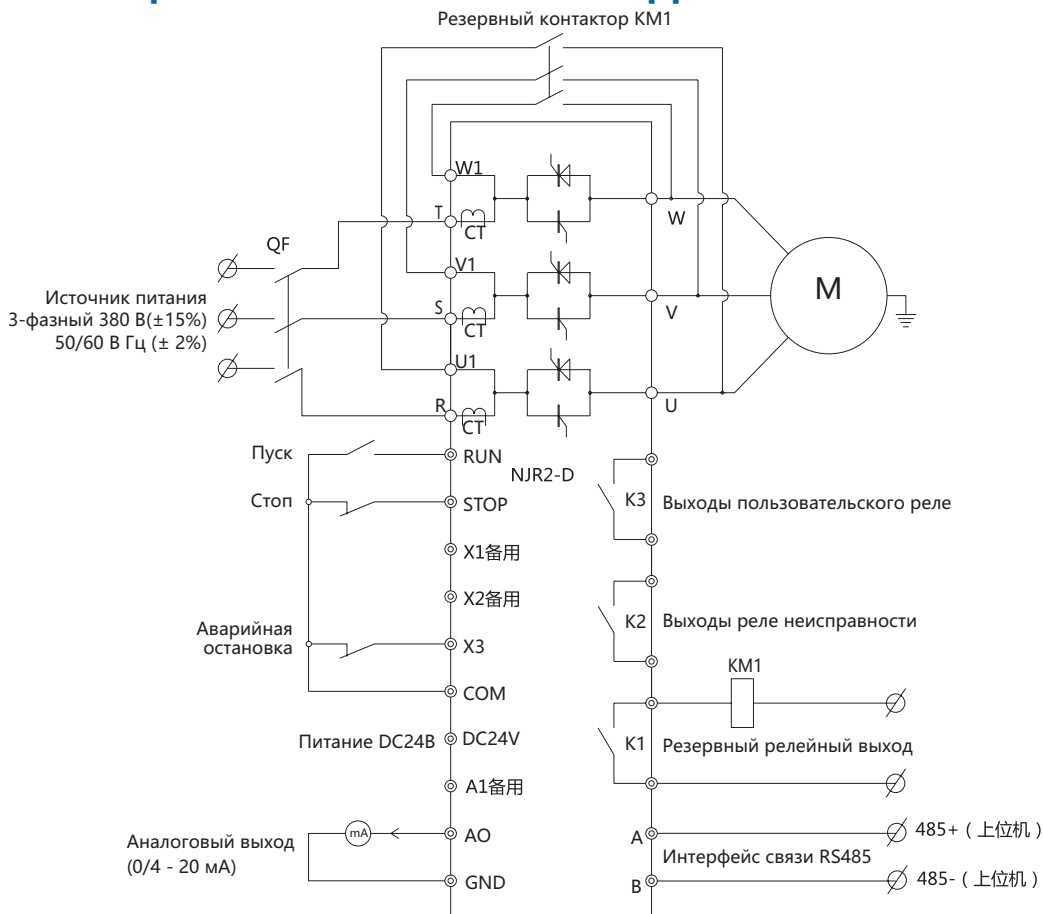 Резервный контактор KM1
W1
T
CT
W
QF
V1
S
CT
V
M
Источник питания
3-фазный 380 В(±15%)
50/60 В Гц (± 2%)
U1
R
CT
U
Пуск
RUN
NJR2-D
Стоп
STOP
K3
Выходы пользовательского реле
X1备用
X2备用
K2
Выходы реле неисправности
Аварийная
остановка
X3
KM1
COM
Питание DC24В
DC24V
K1
Резервный релейный выход
A1备用
Аналоговый выход
(0/4 - 20 мА)
mA
AO
A
485+ ( 上位机 )
Интерфейс связи RS485
GND
B
485- ( 上位机 )